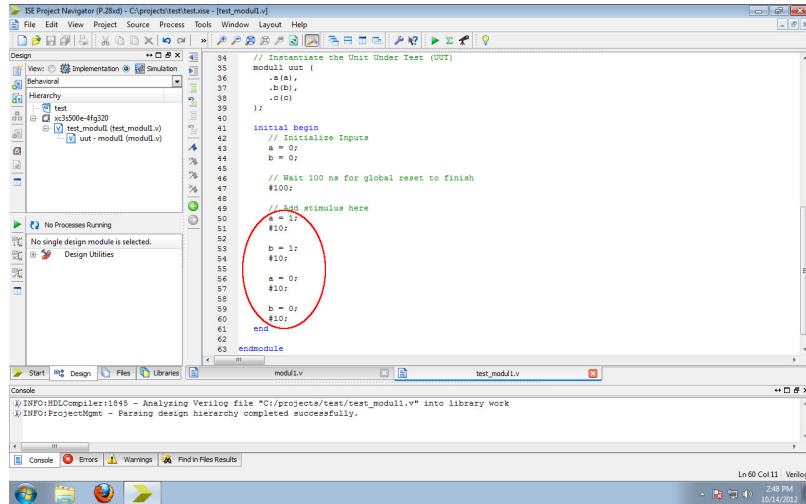 ISE Project Navigator (P.28xd) - C:\projects\test\test.xise - [test_modul1.v]
File Edit View Project Source Process Tools Window Layout Help
Design
View: Implementation Simulation
Behavioral
Hierarchy
test
xc3s500e-4fg320
test_modul1 (test_modul1.v)
uut - modul1 (modul1.v)
No Processes Running
No single design module is selected.
Design Utilities
Start Design Files Libraries
34 // Instantiate the Unit Under Test (UUT)
35 modul1 uut (
36 .a(a),
37 .b(b),
38 .c(c)
39 );
40
41 initial begin
42 // Initialize Inputs
43 a = 0;
44 b = 0;
45
46 // Wait 100 ns for global reset to finish
47 #100;
48
49 // Add stimulus here
50 a = 1;
51 #10;
52
53 b = 1;
54 #10;
55
56 a = 0;
57 #10;
58
59 b = 0;
60 #10;
61 end
62
63 endmodule
modul1.v test_modul1.v
Console
INFO:HDLCompiler:1845 - Analyzing Verilog file "C:/projects/test/test_modul1.v" into library work
INFO:ProjectMgmt - Parsing design hierarchy completed successfully.
Console Errors Warnings Find in Files Results
Ln 60 Col 11 Verilog
2:48 PM
10/14/2012